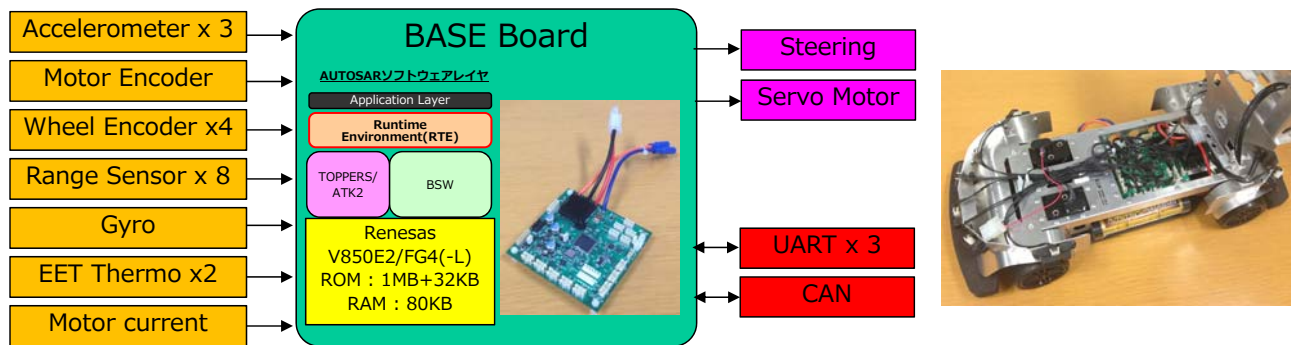 Accelerometer x 3
Motor Encoder
Wheel Encoder x4
Range Sensor x 8
Gyro
EET Thermo x2
Motor current
BASE Board
AUTOSARソフトウェアレイヤ
Application Layer
Runtime
Environment(RTE)
TOPPERS/
ATK2
BSW
Renesas
V850E2/FG4(-L)
ROM : 1MB+32KB
RAM : 80KB
Steering
Servo Motor
UART x 3
CAN